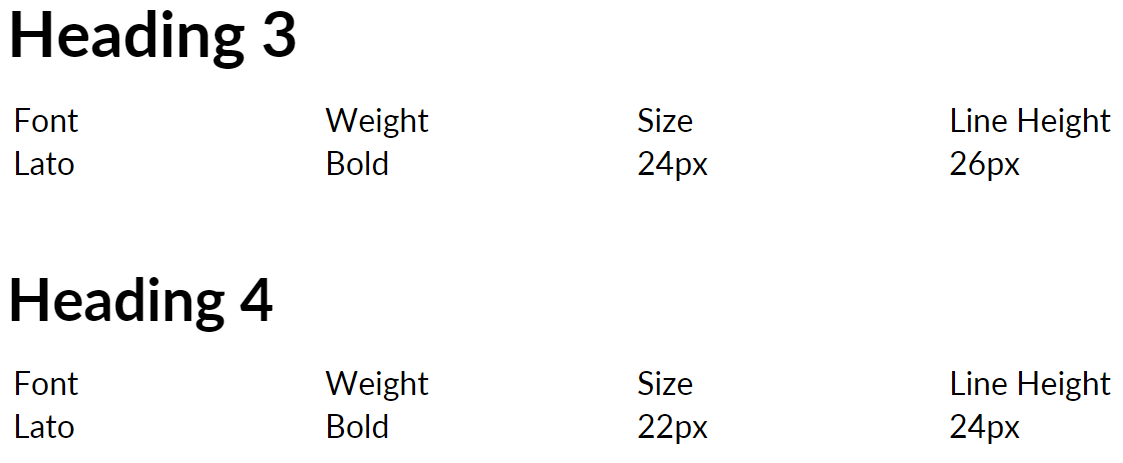 Heading 3
Font Weight Size Line Height
Lato Bold 24px 26px
Heading 4
Font Weight Size Line Height
Lato Bold 22px 24px